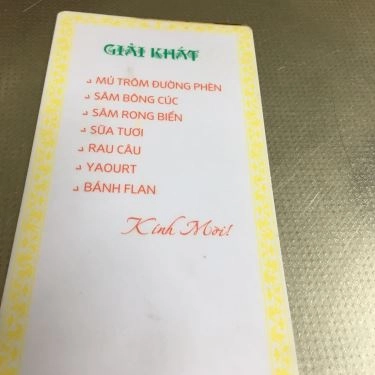 GIẢI KHÁT
MỦ TRÔM ĐƯỜNG PHÈN
SÂM BÔNG CÚC
SÂM RONG BIỂN
SỮA TƯƠI
RAU CÂU
YAOURT
BÁNH FLAN
Kính Mời!